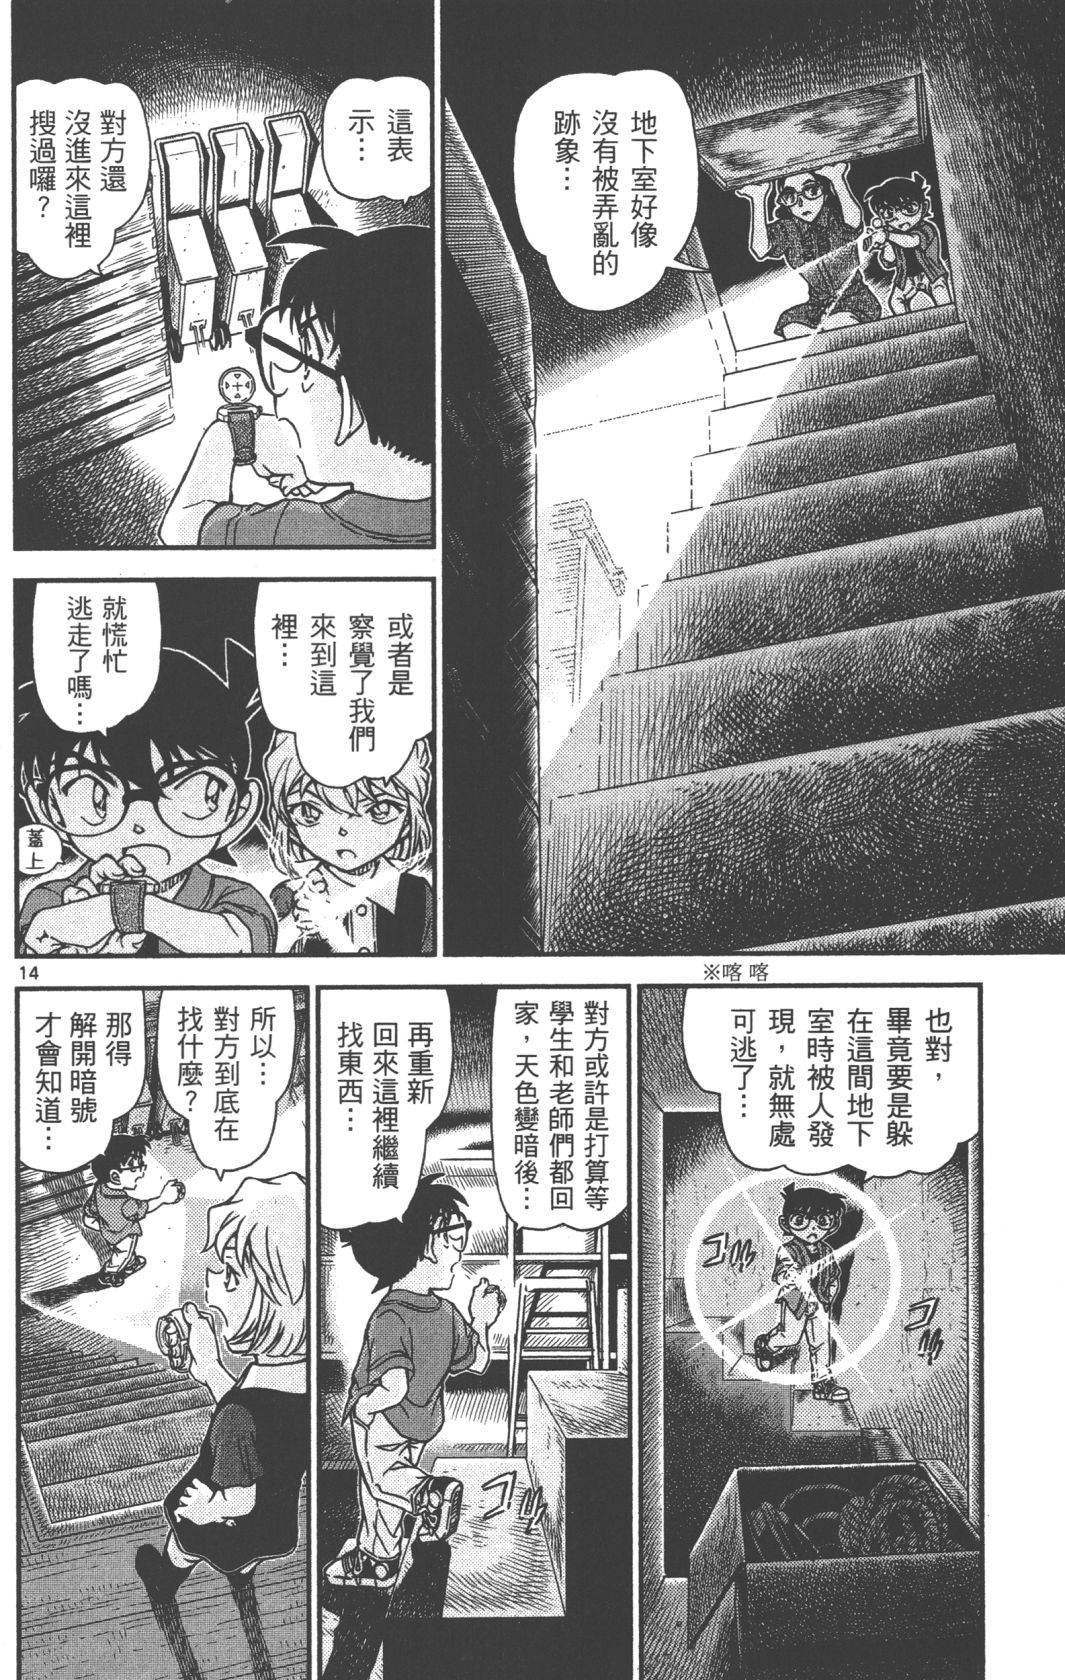 地下室好像
沒有被弄亂的
跡象…
這表
示…
對方還
沒進來這裡
搜過囉？
或者是
察覺了我們
來到這
裡…
就慌忙
逃走了嗎…
蓋上
14
※喀 喀
也對，
畢竟要是躲
在這間地下
室時被人發
現，就無處
可逃了…
コツ
コツ
對方或許是打算等
學生和老師們都回
家，天色變暗後…
再重新
回來這裡繼續
找東西…
コツ
所以…
對方到底在
找什麼？
那得
解開暗號
才會知道…